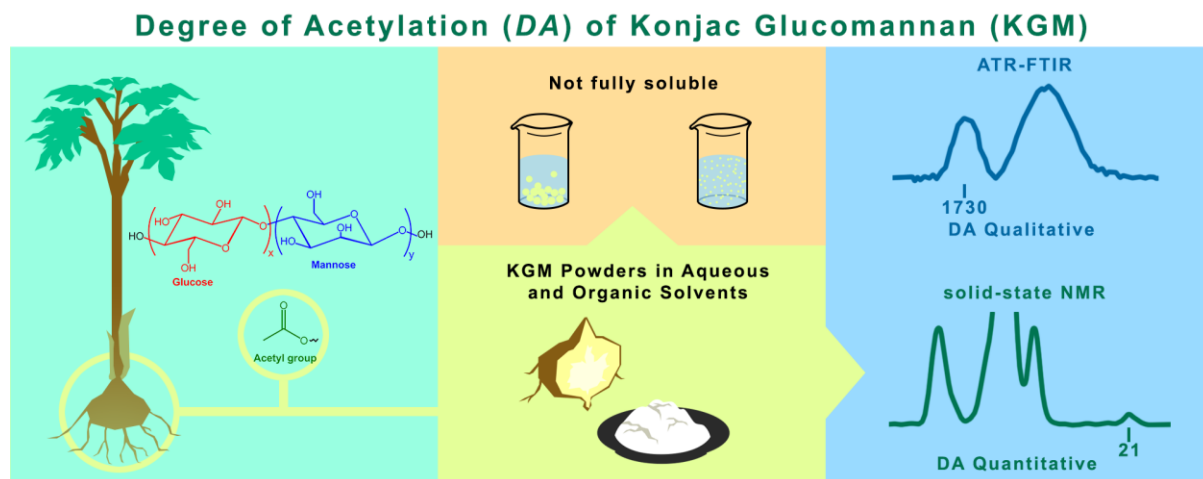 Degree of Acetylation (DA) of Konjac Glucomannan (KGM)
OH
HO
HO
O
O
OH
x
Glucose
OH
O
OH
HO
O
OH
y
Mannose
HO
O
O
Acetyl group
Not fully soluble
KGM Powders in Aqueous
and Organic Solvents
ATR-FTIR
1730
DA Qualitative
solid-state NMR
21
DA Quantitative